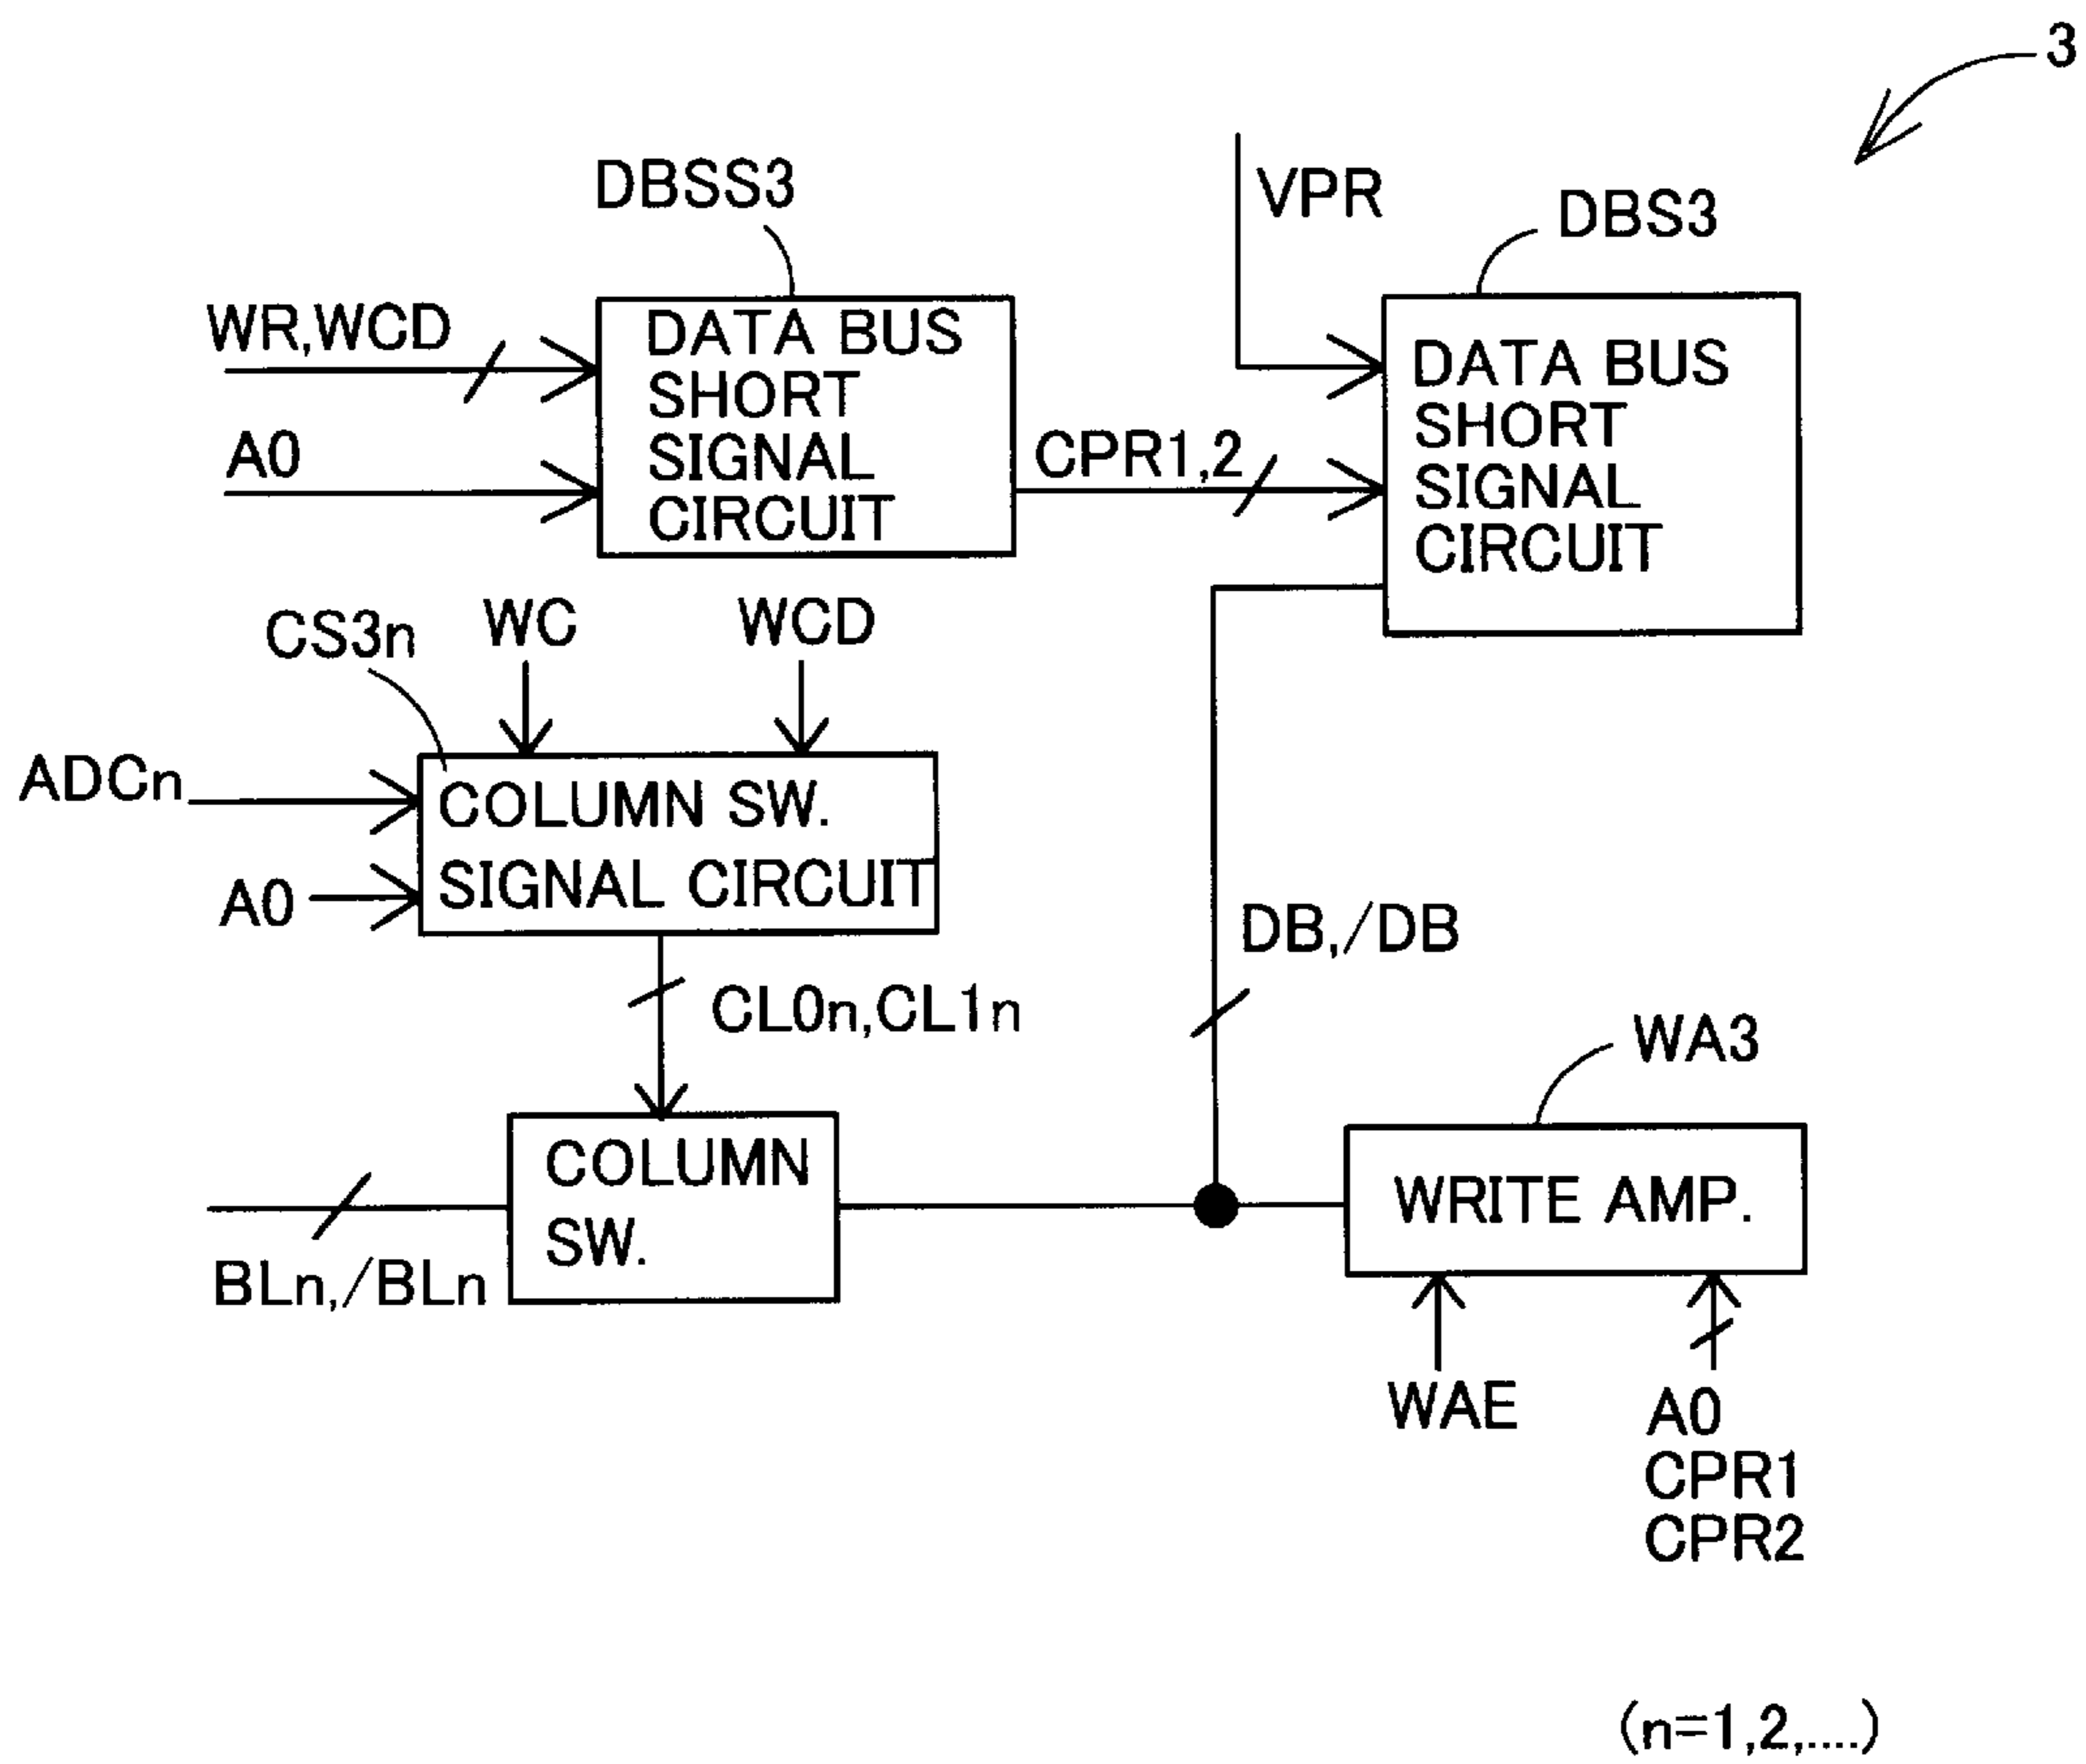 3
DBSS3
VPR
DBS3
WR,WCD
A0
DATA BUS
SHORT
SIGNAL
CIRCUIT
CPR1,2
DATA BUS
SHORT
SIGNAL
CIRCUIT
CS3n
WC
WCD
ADCn
A0
COLUMN SW.
SIGNAL CIRCUIT
DB,/DB
CL0n,CL1n
WA3
COLUMN
SW.
WRITE AMP.
BLn,/BLn
WAE
A0
CPR1
CPR2
(n=1,2,....)